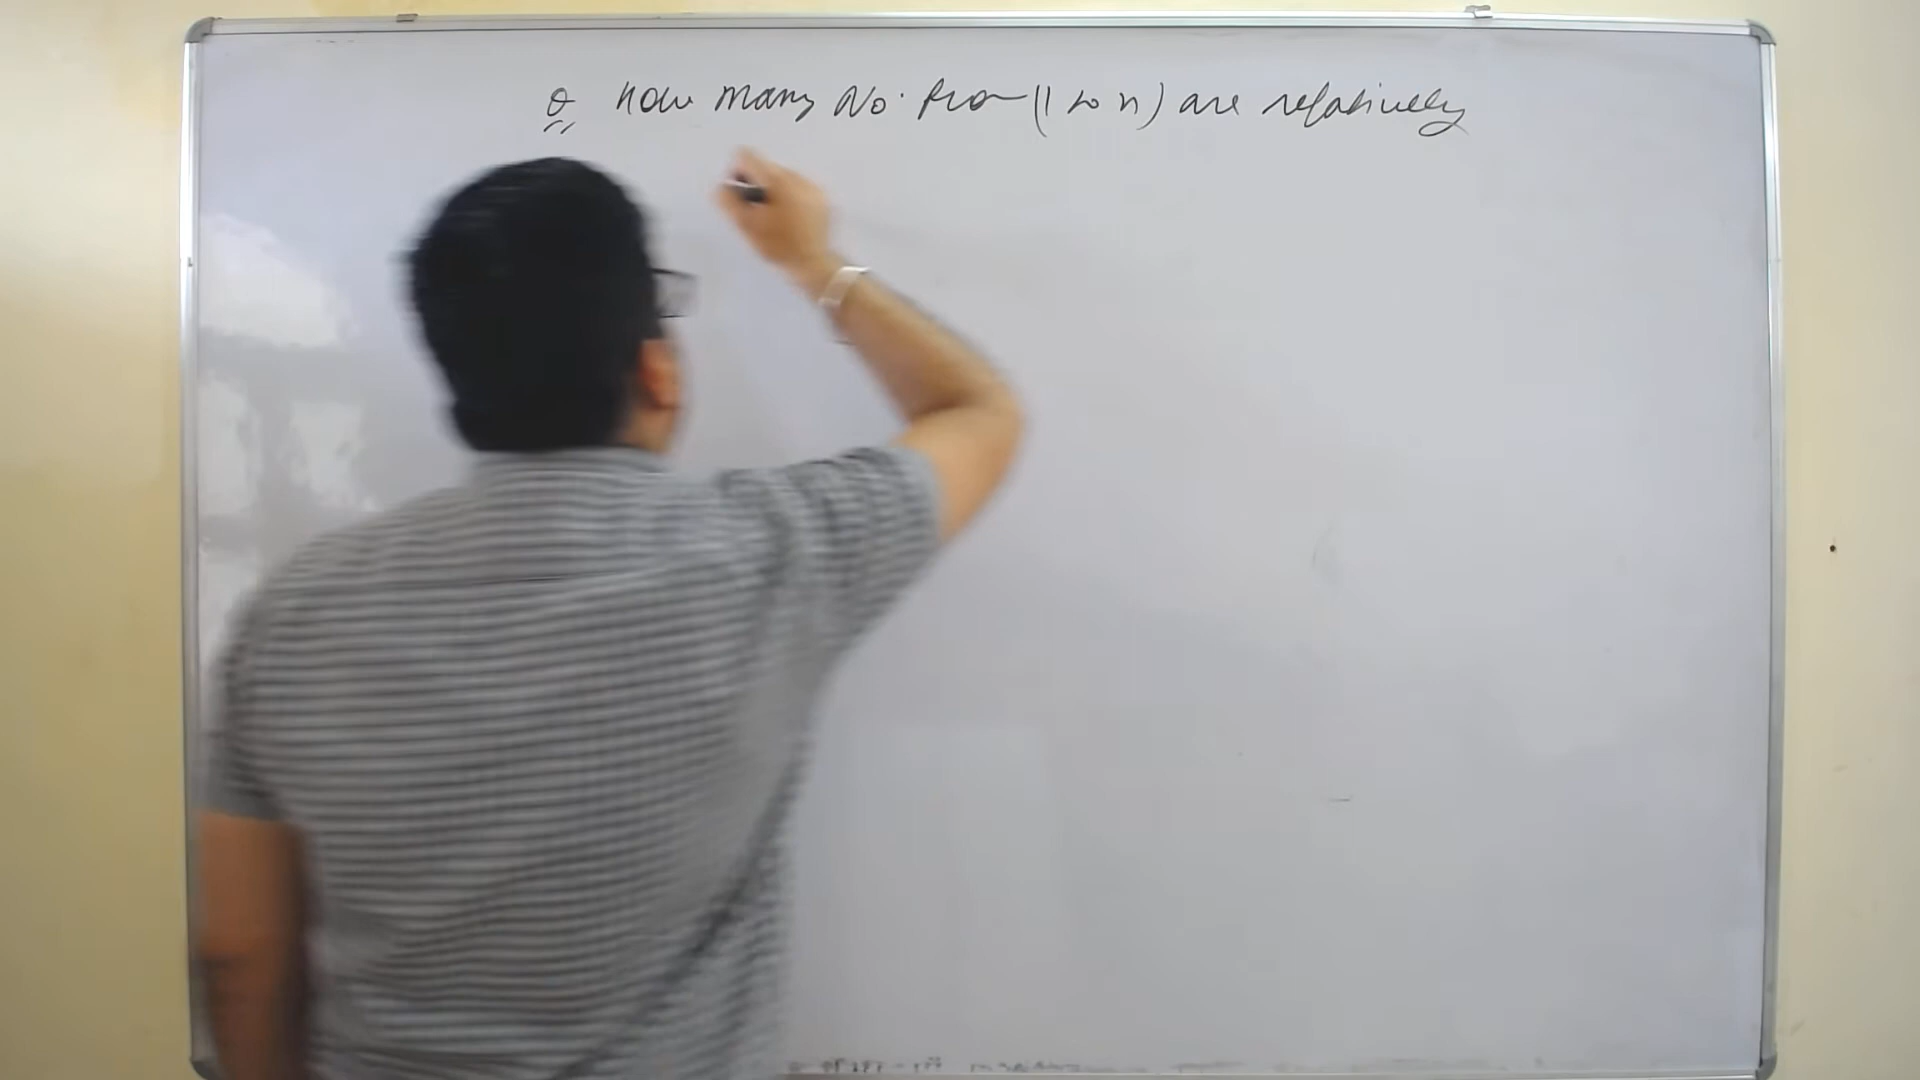 Q how many No. from (1 to n) are relatively